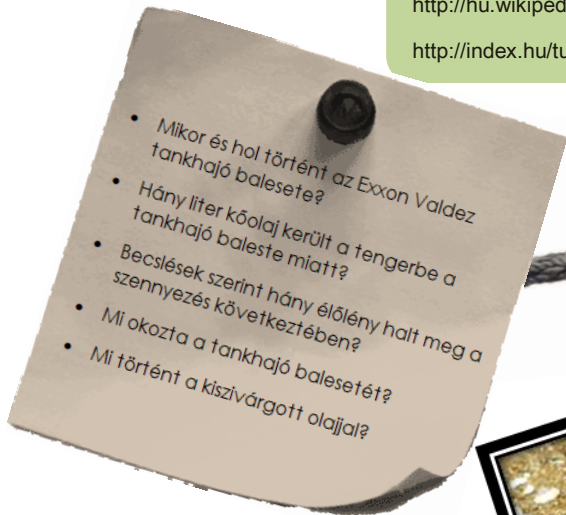 http://hu.wikiped
http://index.hu/tu
• Mikor és hol történt az Exxon Valdez
tankhajó balesete?
• Hány liter kőolaj került a tengerbe a
tankhajó baleste miatt?
• Becslések szerint hány élőlény halt meg a
szennyezés következtében?
• Mi okozta a tankhajó balesetét?
• Mi történt a kiszivárgott olajjal?